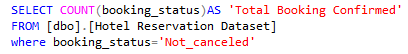 SELECT COUNT(booking_status)AS 'Total Booking Confirmed'
FROM [dbo].[Hotel Reservation Dataset]
where booking_status='Not_canceled'